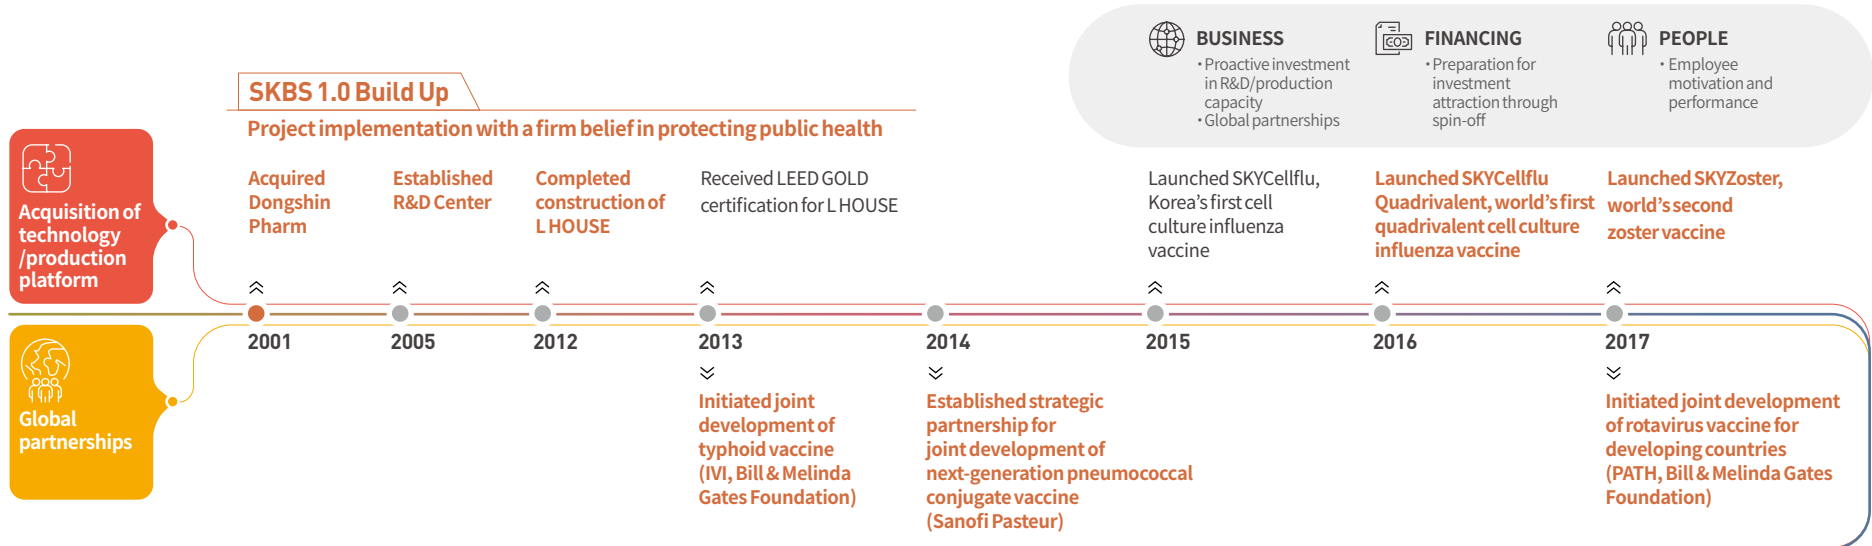 BUSINESS
· Proactive investment
in R&D/production
capacity
· Global partnerships
FINANCING
· Preparation for
investment
attraction through
spin-off
PEOPLE
· Employee
motivation and
performance
SKBS 1.0 Build Up
Project implementation with a firm belief in protecting public health
Acquisition of
technology
/production
platform
Acquired
Dongshin
Pharm
Established
R&D Center
Completed
construction of
L HOUSE
Received LEED GOLD
certification for L HOUSE
Launched SKYCellflu,
Korea's first cell
culture influenza
vaccine
Launched SKYCellflu
Quadrivalent, world's first
quadrivalent cell culture
influenza vaccine
Launched SKYZoster,
world's second
zoster vaccine
2001
2005
2012
2013
2014
2015
2016
2017
Global
partnerships
Initiated joint
development of
typhoid vaccine
(IVI, Bill & Melinda
Gates Foundation)
Established strategic
partnership for
joint development of
next-generation pneumococcal
conjugate vaccine
(Sanofi Pasteur)
Initiated joint development
of rotavirus vaccine for
developing countries
(PATH, Bill & Melinda Gates
Foundation)